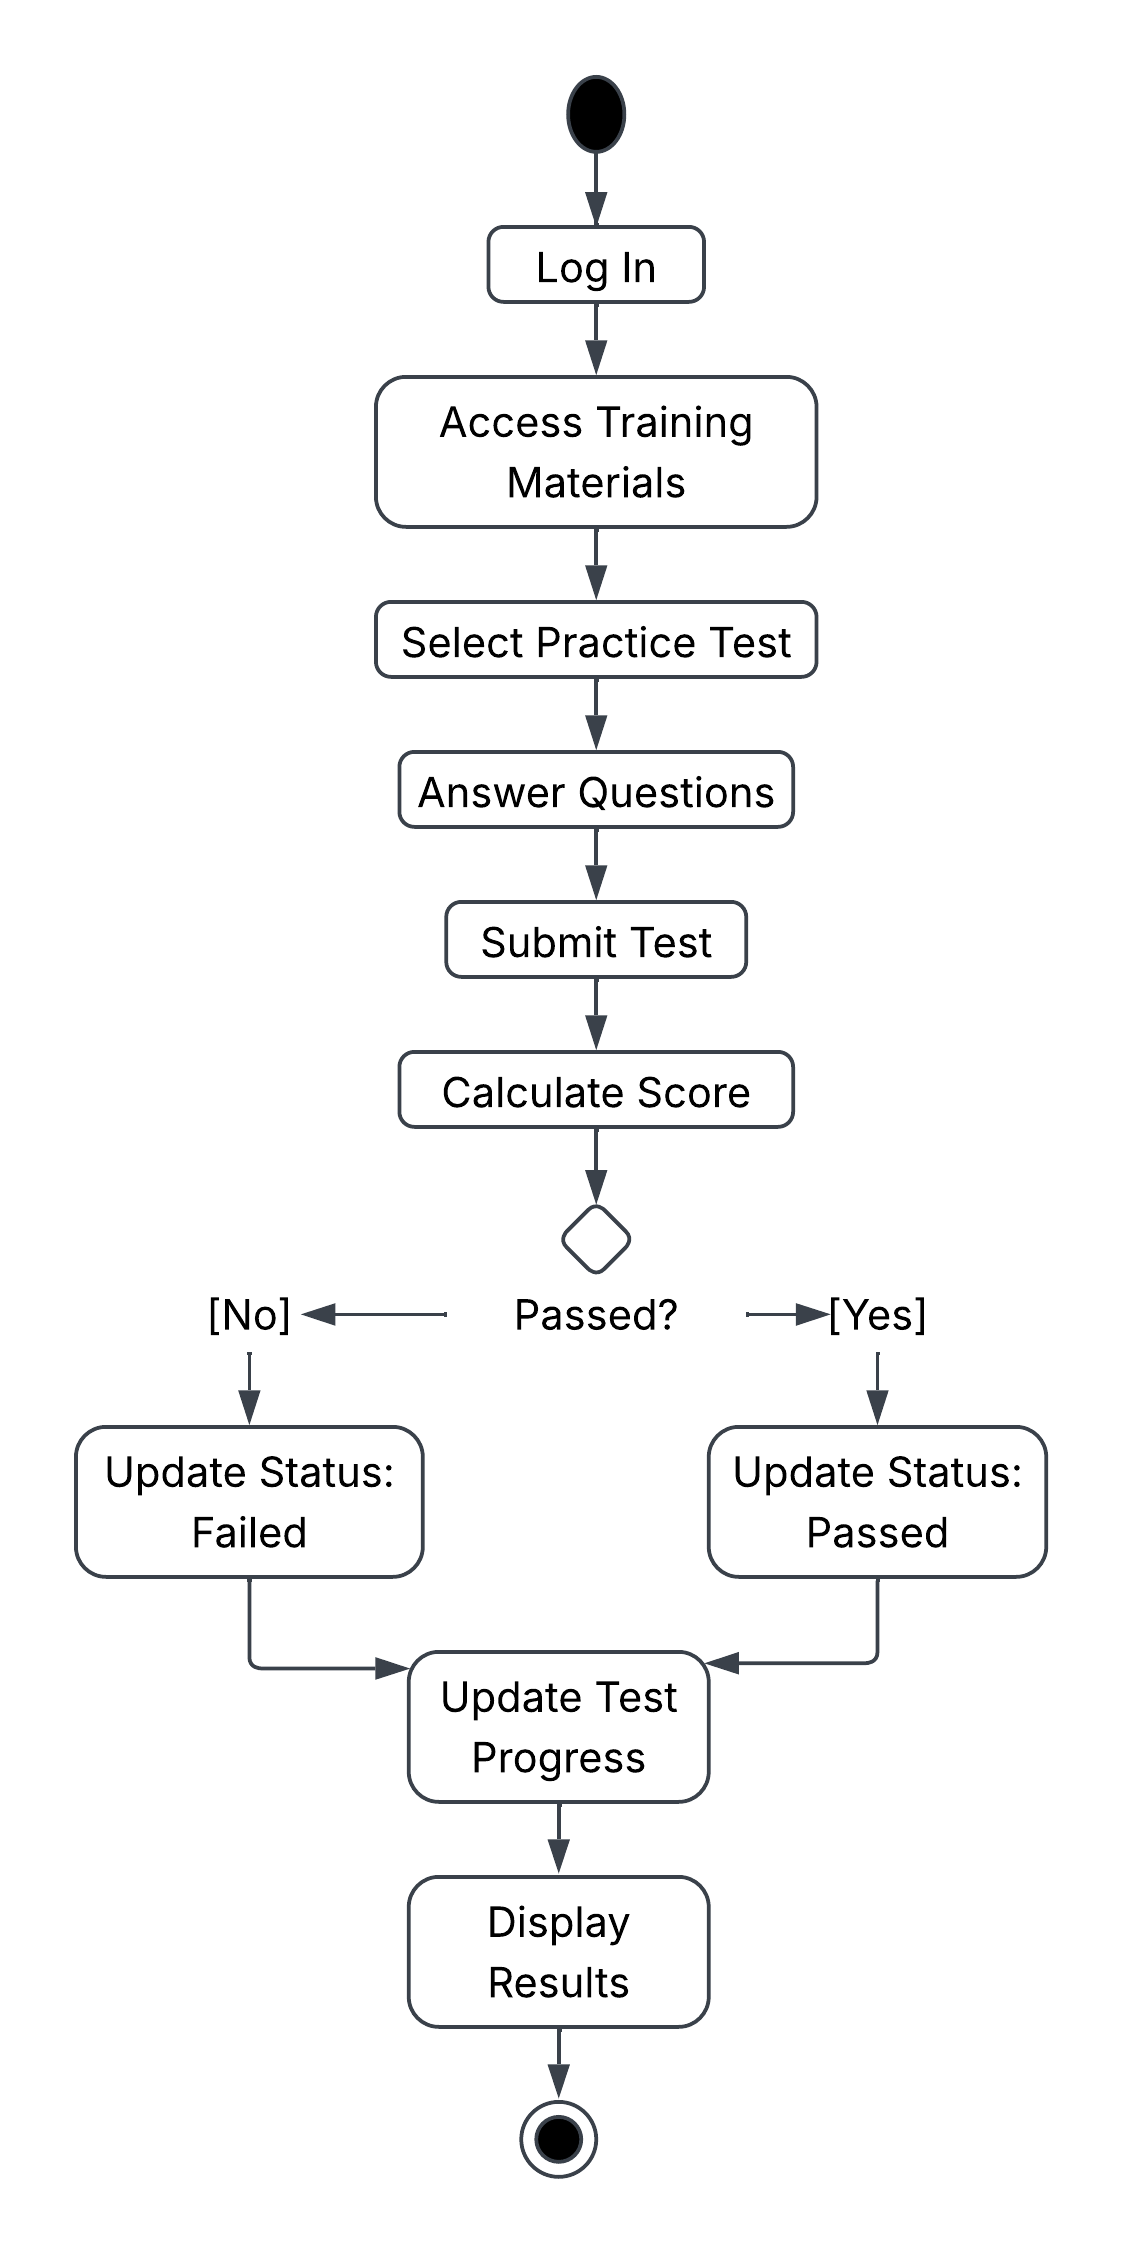 Log In
Access Training
Materials
Select Practice Test
Answer Questions
Submit Test
Calculate Score
[No]
Passed?
[Yes]
Update Status:
Failed
Update Status:
Passed
Update Test
Progress
Display
Results